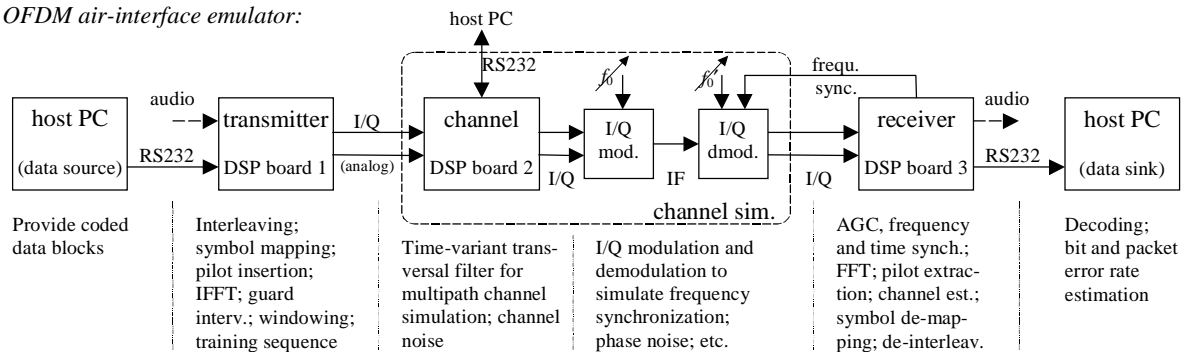 OFDM air-interface emulator:
host PC
RS232
f0
f0'
frequ.
sync.
host PC
(data source)
RS232
audio
transmitter
DSP board 1
I/Q
(analog)
channel
DSP board 2
I/Q
I/Q
mod.
IF
I/Q
dmod.
I/Q
receiver
DSP board 3
audio
RS232
host PC
(data sink)
channel sim.
Provide coded
data blocks
Interleaving;
symbol mapping;
pilot insertion;
IFFT; guard
interv.; windowing;
training sequence
Time-variant trans-
versal filter for
multipath channel
simulation; channel
noise
I/Q modulation and
demodulation to
simulate frequency
synchronization;
phase noise; etc.
AGC, frequency
and time synch.;
FFT; pilot extrac-
tion; channel est.;
symbol de-map-
ping; de-interleav.
Decoding;
bit and packet
error rate
estimation